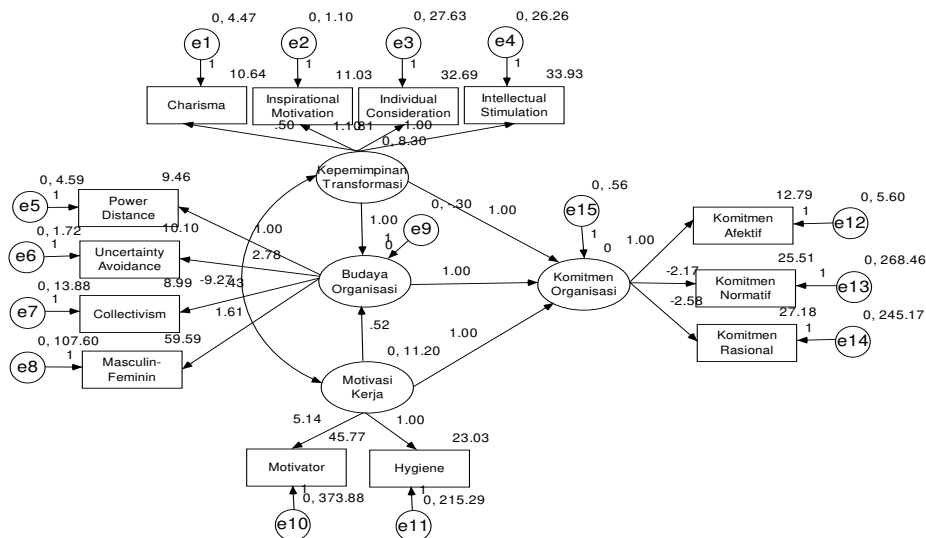 0, 4.47
0, 1.10
0, 27.63
0, 26.26
e1
e2
e3
e4
1
1
1
1
10.64
11.03
32.69
33.93
Charisma
Inspirational
Motivation
Individual
Consideration
Intellectual
Stimulation
.50
1.10
.81
1.00
0, 8.30
Kepemimpinan
Transformasi
0, 4.59
9.46
e5
1
Power
Distance
0, -.30
1.00
0, .56
e15
1
0
12.79
0, 5.60
Komitmen
Afektif
1
e12
1.00
0, 1.72
10.10
1.00
1.00
1
0
e9
e6
1
Uncertainty
Avoidance
2.78
25.51
0, 268.46
0, 13.88
8.99
-9.27
.43
Budaya
Organisasi
1.00
Komitmen
Organisasi
-2.17
Komitmen
Normatif
1
e13
e7
1
Collectivism
1.61
-2.58
27.18
0, 245.17
0, 107.60
59.59
.52
1.00
Komitmen
Rasional
1
e14
e8
1
Masculin-
Feminin
0, 11.20
Motivasi
Kerja
5.14
1.00
45.77
23.03
Motivator
Hygiene
1
0, 373.88
1
0, 215.29
e10
e11